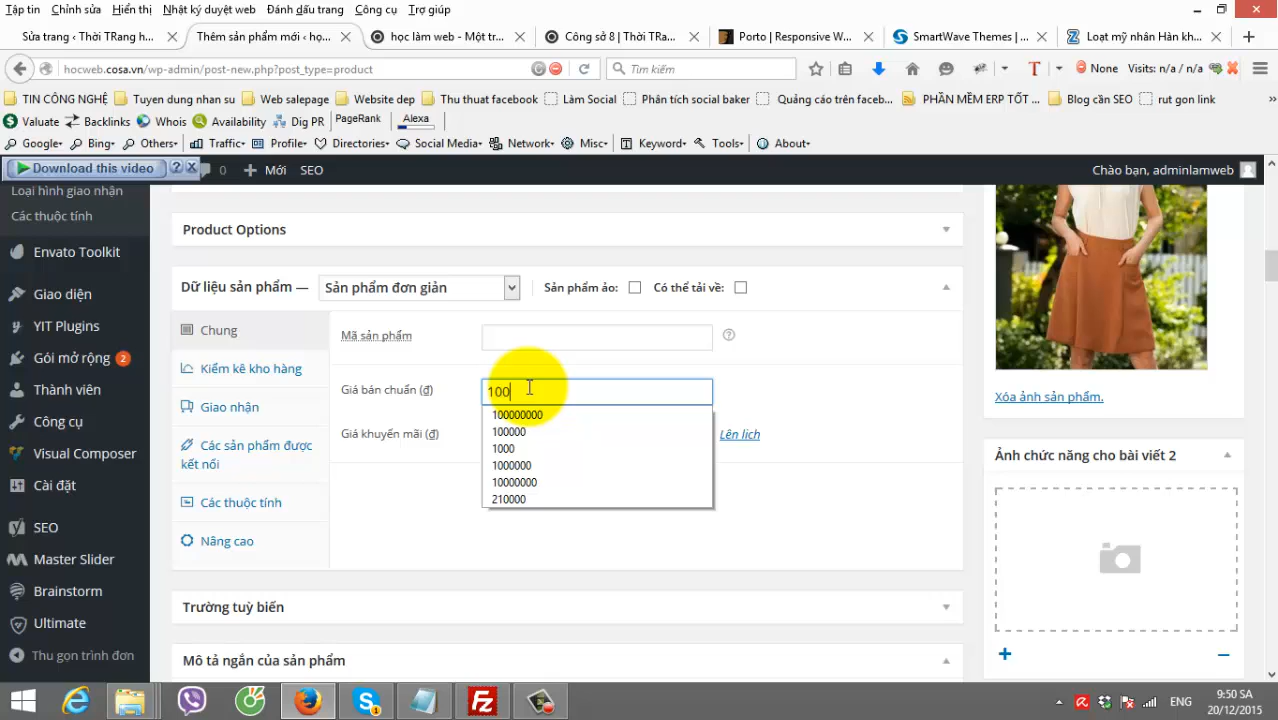 Tập tin Chỉnh sửa Hiển thị Nhật ký duyệt web Đánh dấu trang Công cụ Trợ giúp
Sửa trang ‹ Thời TRang h... Thêm sản phẩm mới ‹ họ... học làm web - Một tr... Công sở 8 | Thời TRa... Porto | Responsive W... SmartWave Themes | ... Loạt mỹ nhân Hàn kh...
hocweb.cosa.vn/wp-admin/post-new.php?post_type=product Tìm kiếm None Visits: n/a / n/a
TIN CÔNG NGHỆ Tuyen dung nhan su Web salepage Website dep Thu thuat facebook Làm Social Phân tích social baker Quảng cáo trên faceb... PHẦN MỀM ERP TỐT ... Blog cần SEO rut gon link »
Valuate Backlinks Whois Availability Dig PR PageRank Alexa
Google Bing Others Traffic Profile Directories Social Media Network Misc Keyword Tools About
Download this video ? X 0 Mới SEO Chào bạn, adminlamweb
Loại hình giao nhận
Các thuộc tính
Envato Toolkit
Giao diện
YIT Plugins
Gói mở rộng 2
Thành viên
Công cụ
Visual Composer
Cài đặt
SEO
Master Slider
Brainstorm
Ultimate
Thu gọn trình đơn
Product Options
Dữ liệu sản phẩm — Sản phẩm đơn giản Sản phẩm ảo: Có thể tải về:
Chung
Kiểm kê kho hàng
Giao nhận
Các sản phẩm được
kết nối
Các thuộc tính
Nâng cao
Mã sản phẩm
Giá bán chuẩn (₫) 100
100000000
100000
1000
1000000
10000000
210000
Giá khuyến mãi (₫) Lên lịch
Trường tuỳ biến
Mô tả ngắn của sản phẩm
Xóa ảnh sản phẩm.
Ảnh chức năng cho bài viết 2
ENG 9:50 SA
20/12/2015